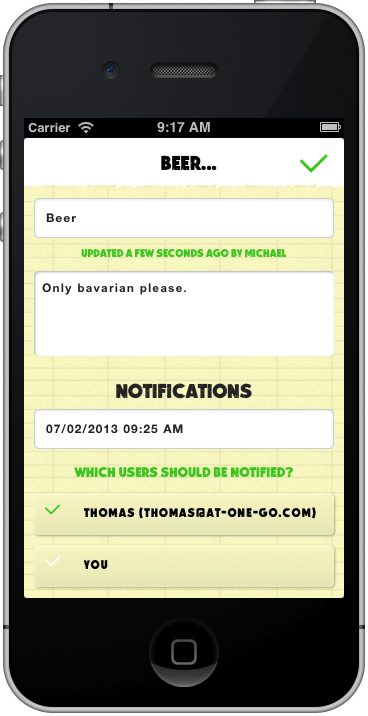 Carrier 9:17 AM
BEER...
Beer
UPDATED A FEW SECONDS AGO BY MICHAEL
Only bavarian please.
NOTIFICATIONS
07/02/2013 09:25 AM
WHICH USERS SHOULD BE NOTIFIED?
THOMAS (THOMAS@AT-ONE-GO.COM)
YOU